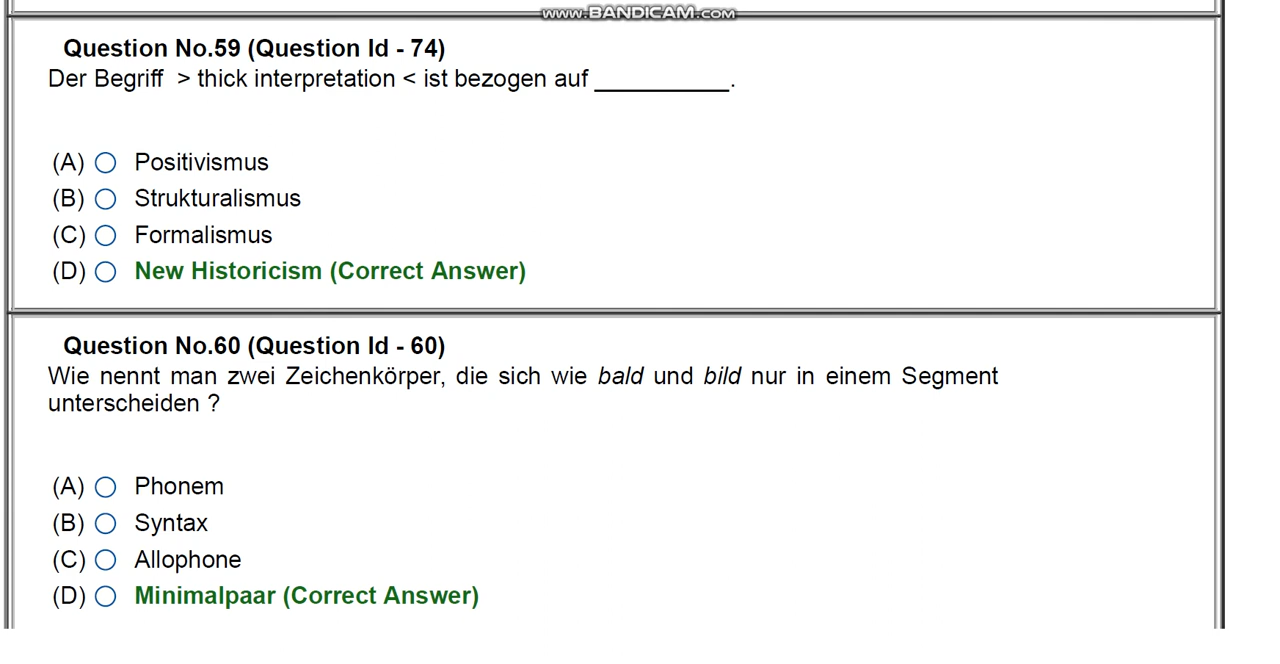 www.BANDICAM.com
Question No.59 (Question Id - 74)
Der Begriff > thick interpretation < ist bezogen auf __________.
(A) Positivismus
(B) Strukturalismus
(C) Formalismus
(D) New Historicism (Correct Answer)
Question No.60 (Question Id - 60)
Wie nennt man zwei Zeichenkörper, die sich wie bald und bild nur in einem Segment
unterscheiden ?
(A) Phonem
(B) Syntax
(C) Allophone
(D) Minimalpaar (Correct Answer)